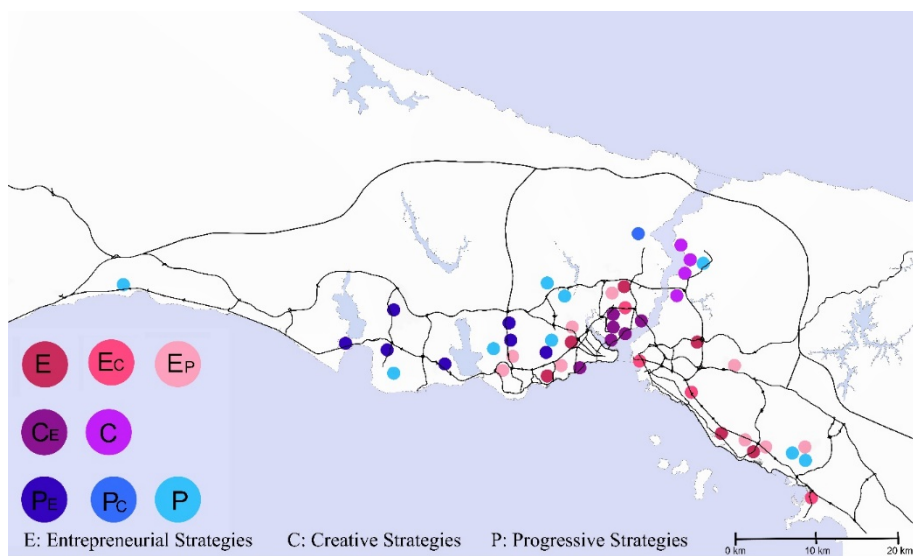 E Ec EP
CE C
PE Pc P
E: Entrepreneurial Strategies C: Creative Strategies P: Progressive Strategies
0 km 10 km 20 km